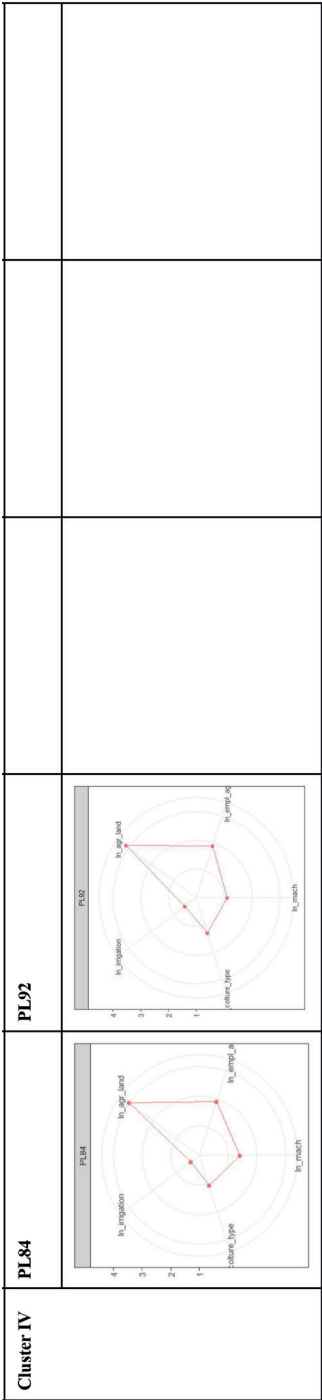 Cluster IV
PL84
PL92
PL84
4
3
2
1
ln_irrigation
ln_agr_land
ln_empl_a
ln_mach
colture_type
PL92
4
3
2
1
ln_irrigation
ln_agr_land
ln_empl_ag
ln_mach
colture_type